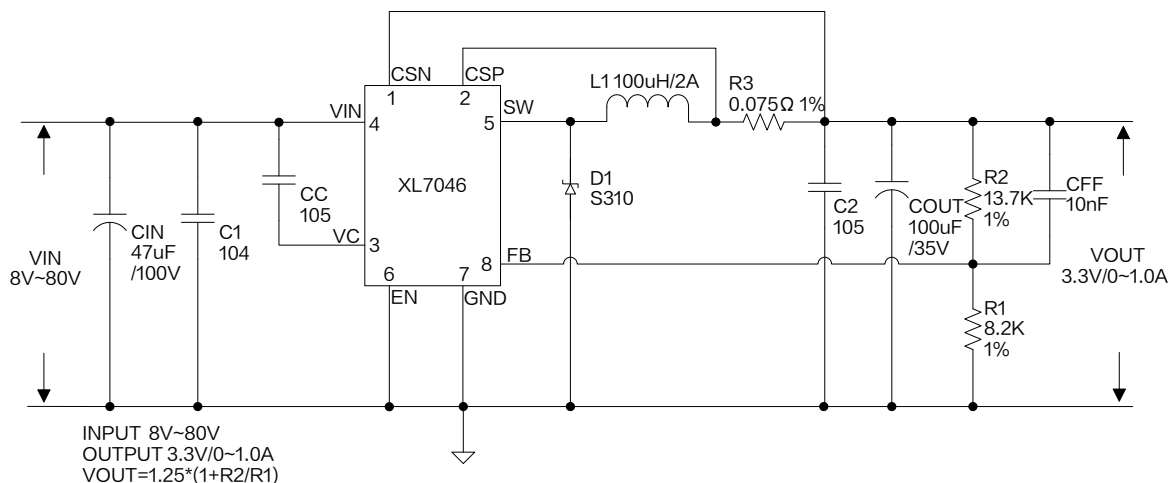 CSN
CSP
1
2
VIN
4
SW
5
L1 100uH/2A
R3
0.075Ω 1%
XL7046
CC
105
D1
S310
C2
105
COUT
100uF
/35V
R2
13.7K
1%
CFF
10nF
CIN
47uF
/100V
C1
104
VC
3
8
FB
VIN
8V~80V
VOUT
3.3V/0~1.0A
6
7
EN
GND
R1
8.2K
1%
INPUT 8V~80V
OUTPUT 3.3V/0~1.0A
VOUT=1.25*(1+R2/R1)